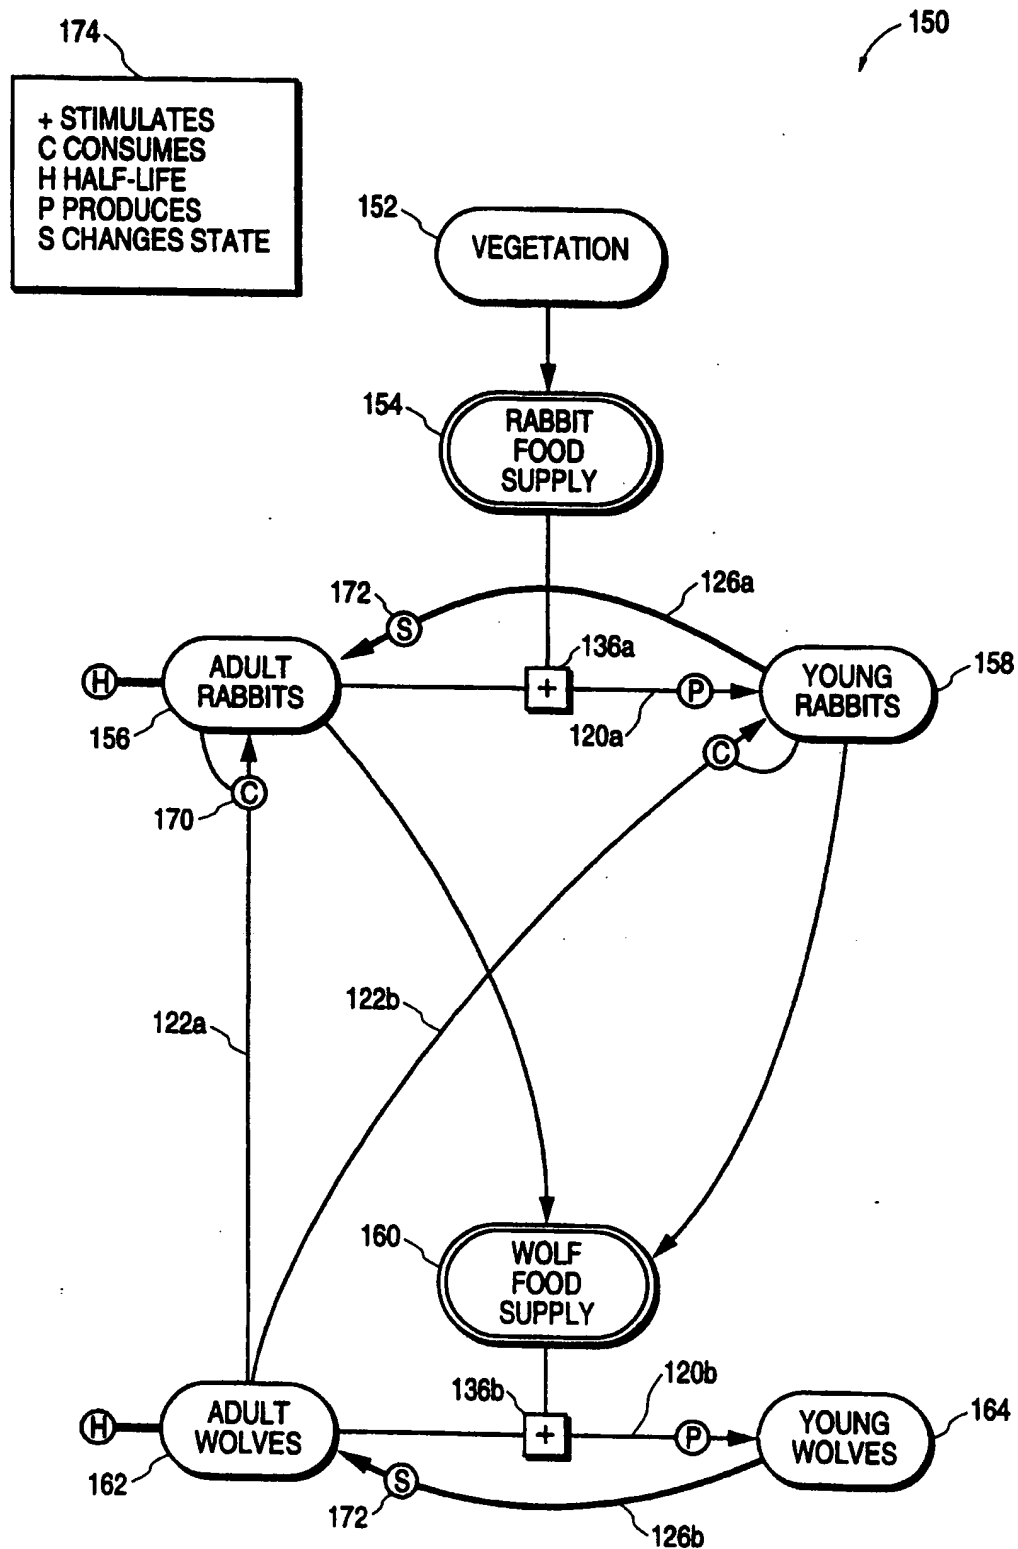 174
150
+ STIMULATES
C CONSUMES
H HALF-LIFE
P PRODUCES
S CHANGES STATE
152
VEGETATION
154
RABBIT
FOOD
SUPPLY
172
S
126a
136a
H
ADULT
RABBITS
+
P
YOUNG
RABBITS
158
156
120a
C
C
170
122a
122b
160
WOLF
FOOD
SUPPLY
136b
120b
H
ADULT
WOLVES
+
P
YOUNG
WOLVES
164
162
S
172
126b